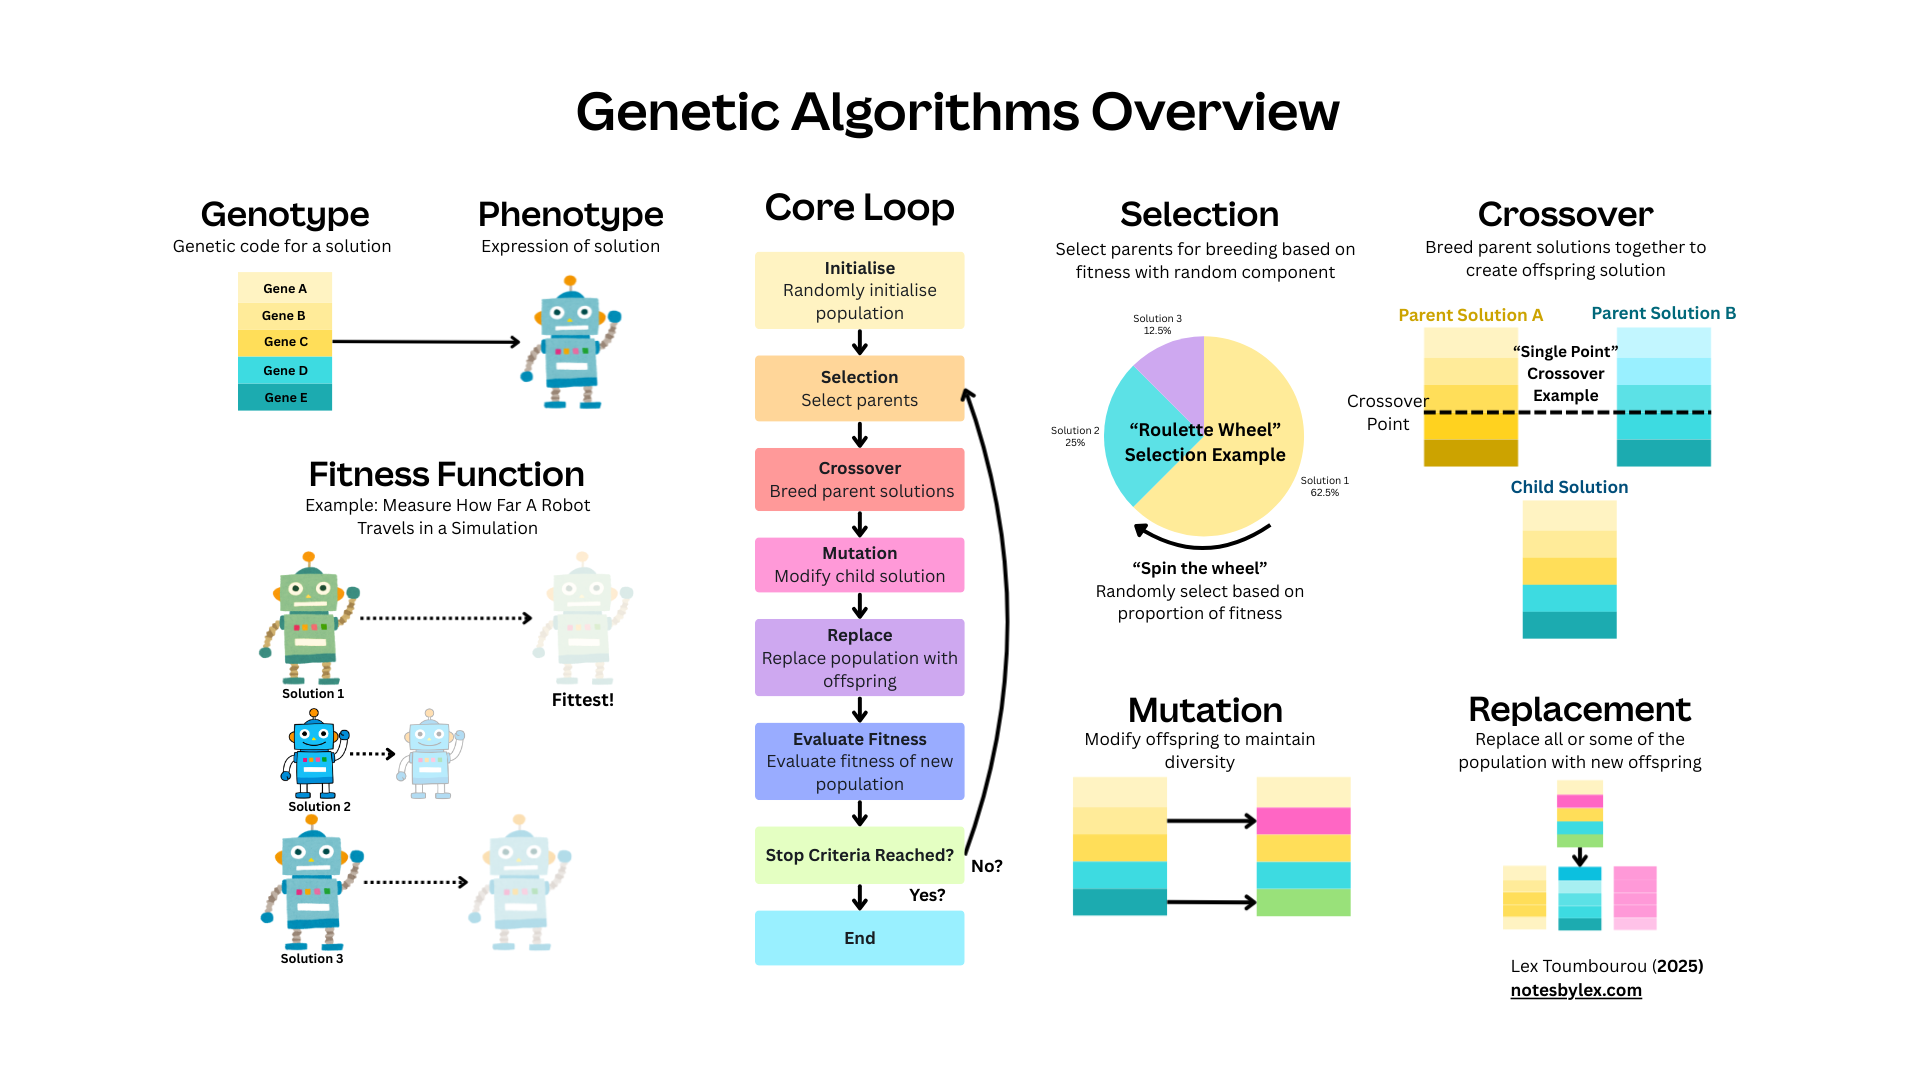 Genetic Algorithms Overview
Genotype
Genetic code for a solution
Gene A
Gene B
Gene C
Gene D
Gene E
Phenotype
Expression of solution
Fitness Function
Example: Measure How Far A Robot
Travels in a Simulation
Solution 1
Fittest!
Solution 2
Solution 3
Core Loop
Initialise
Randomly initialise
population
Selection
Select parents
Crossover
Breed parent solutions
Mutation
Modify child solution
Replace
Replace population with
offspring
Evaluate Fitness
Evaluate fitness of new
population
Stop Criteria Reached?
No?
Yes?
End
Selection
Select parents for breeding based on
fitness with random component
Solution 3
12.5%
Solution 2
25%
“Roulette Wheel”
Selection Example
Solution 1
62.5%
“Spin the wheel”
Randomly select based on
proportion of fitness
Crossover
Breed parent solutions together to
create offspring solution
Parent Solution A
Parent Solution B
“Single Point”
Crossover
Example
Crossover
Point
Child Solution
Mutation
Modify offspring to maintain
diversity
Replacement
Replace all or some of the
population with new offspring
Lex Toumbourou (2025)
notesbylex.com